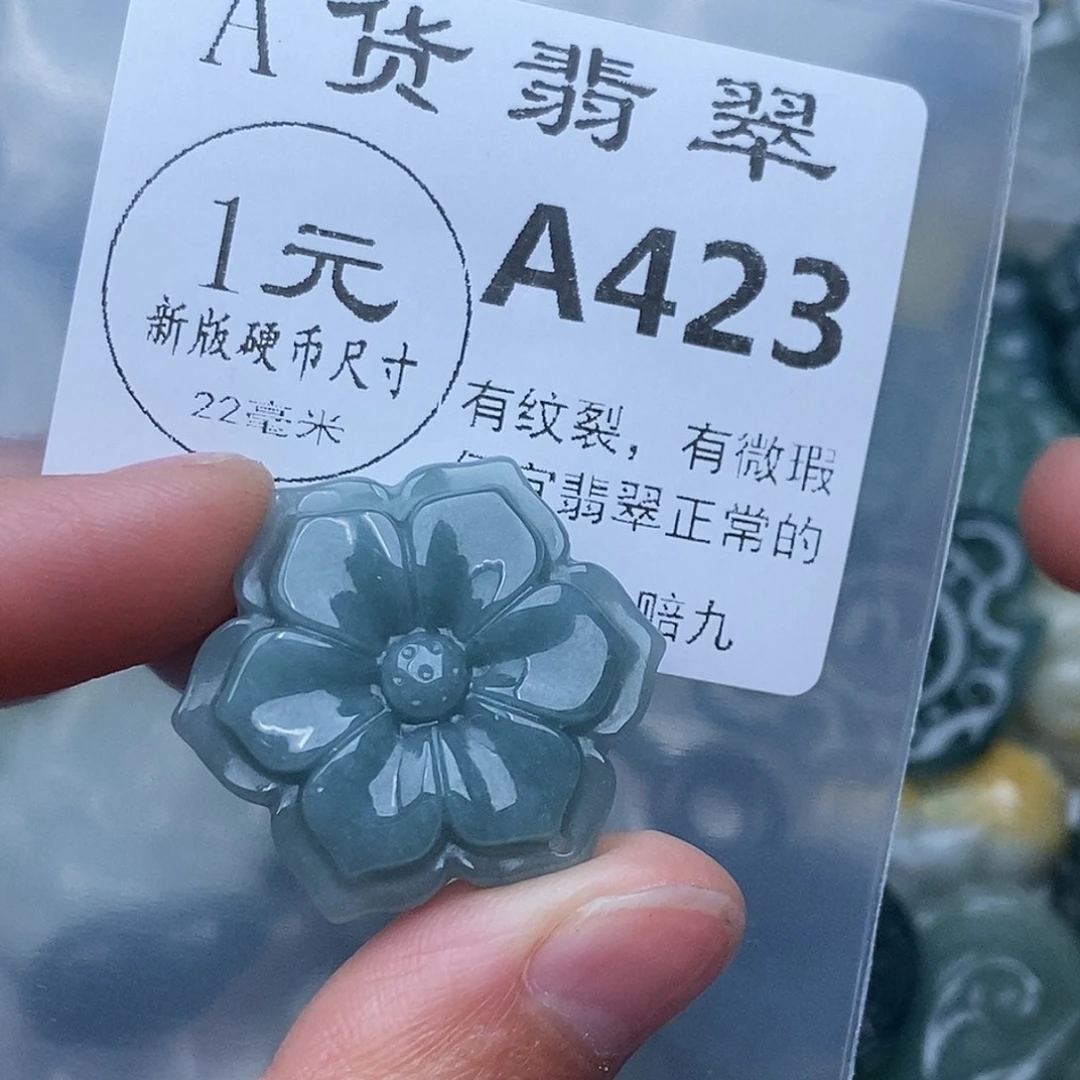 A货翡翠
1元
新版硬币尺寸
22毫米
A423
有纹裂，有微瑕
翡翠正常的
赔九